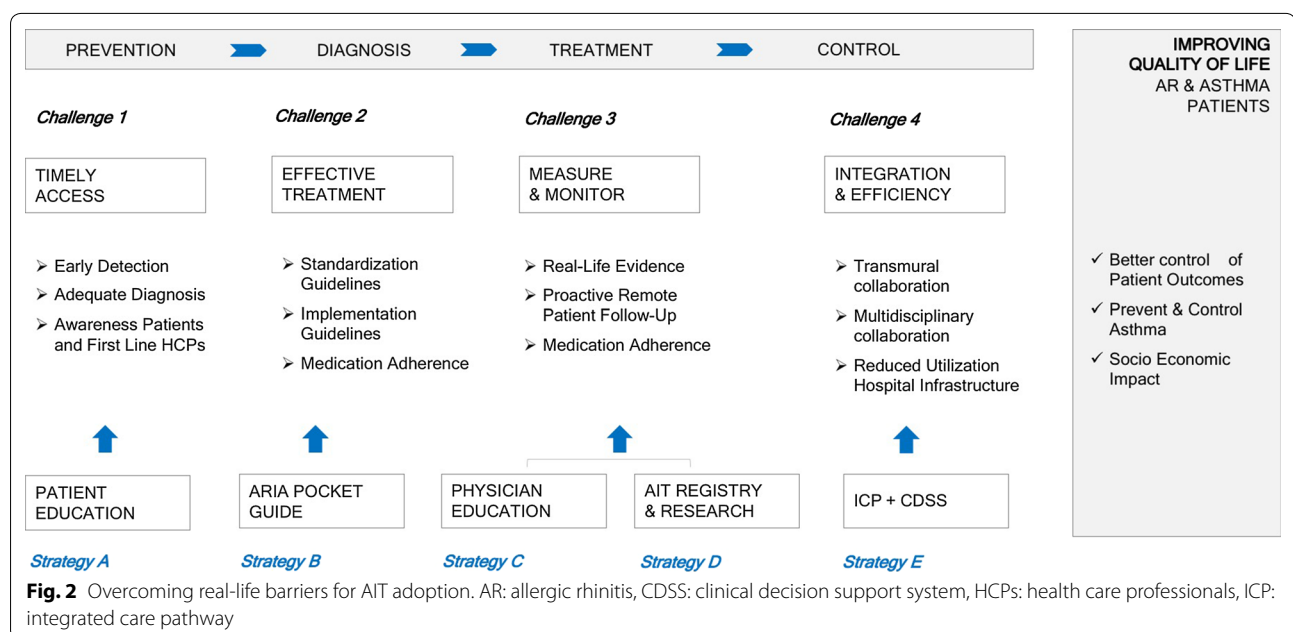 PREVENTION
DIAGNOSIS
TREATMENT
CONTROL
IMPROVING
QUALITY OF LIFE
AR & ASTHMA
PATIENTS
Challenge 1
TIMELY
ACCESS
➢ Early Detection
➢ Adequate Diagnosis
➢ Awareness Patients
and First Line HCPs
Challenge 2
EFFECTIVE
TREATMENT
➢ Standardization
Guidelines
➢ Implementation
Guidelines
➢ Medication Adherence
Challenge 3
MEASURE
& MONITOR
➢ Real-Life Evidence
➢ Proactive Remote
Patient Follow-Up
➢ Medication Adherence
Challenge 4
INTEGRATION
& EFFICIENCY
➢ Transmural
collaboration
➢ Multidisciplinary
collaboration
➢ Reduced Utilization
Hospital Infrastructure
✓ Better control of
Patient Outcomes
✓ Prevent & Control
Asthma
✓ Socio Economic
Impact
PATIENT
EDUCATION
Strategy A
ARIA POCKET
GUIDE
Strategy B
PHYSICIAN
EDUCATION
Strategy C
AIT REGISTRY
& RESEARCH
Strategy D
ICP + CDSS
Strategy E
Fig. 2 Overcoming real-life barriers for AIT adoption. AR: allergic rhinitis, CDSS: clinical decision support system, HCPs: health care professionals, ICP:
integrated care pathway